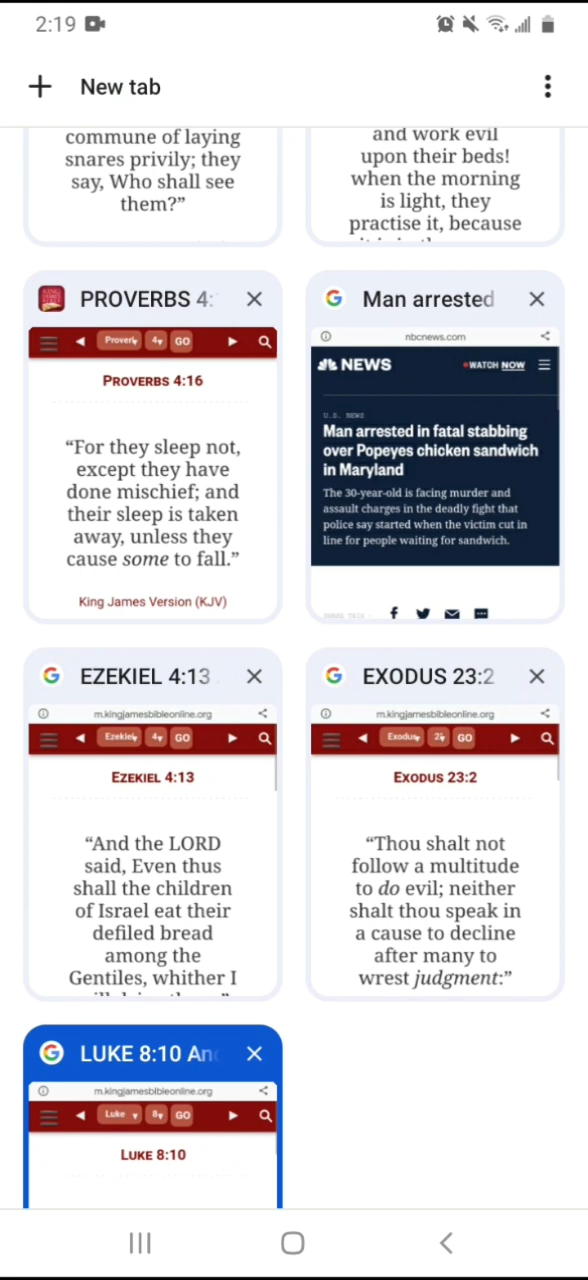 2:19
New tab
commune of laying
snares privily; they
say, Who shall see
them?”
and work evil
upon their beds!
when the morning
is light, they
practise it, because
PROVERBS 4:
Proverb 4 GO
PROVERBS 4:16
“For they sleep not,
except they have
done mischief; and
their sleep is taken
away, unless they
cause some to fall.”
King James Version (KJV)
Man arrested
nbcnews.com
NEWS WATCH NOW
U.S. NEWS
Man arrested in fatal stabbing
over Popeyes chicken sandwich
in Maryland
The 30-year-old is facing murder and
assault charges in the deadly fight that
police say started when the victim cut in
line for people waiting for sandwich.
SHARE THIS -
EZEKIEL 4:13
m.kingjamesbibleonline.org
Ezekiel 4 GO
EZEKIEL 4:13
“And the LORD
said, Even thus
shall the children
of Israel eat their
defiled bread
among the
Gentiles, whither I
EXODUS 23:2
m.kingjamesbibleonline.org
Exodus GO
EXODUS 23:2
“Thou shalt not
follow a multitude
to do evil; neither
shalt thou speak in
a cause to decline
after many to
wrest judgment:”
LUKE 8:10 An
m.kingjamesbibleonline.org
Luke 8 GO
LUKE 8:10